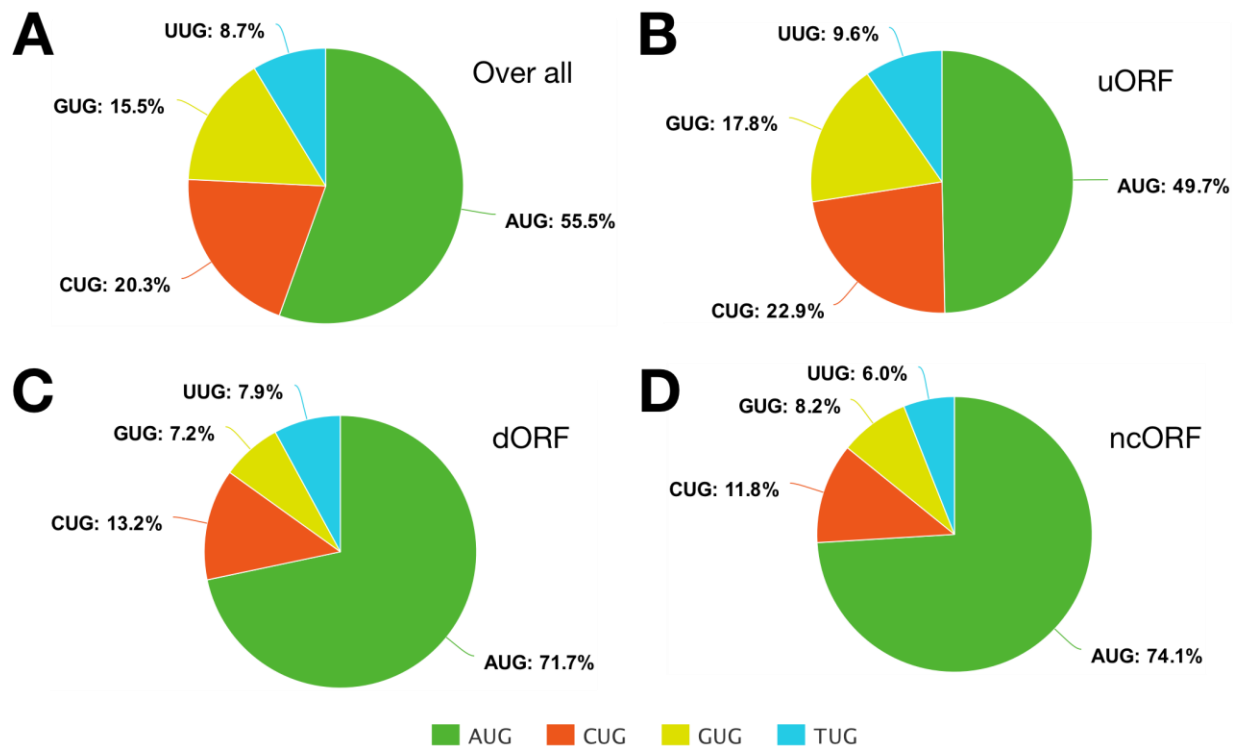 A
Over all
UUG: 8.7%
GUG: 15.5%
CUG: 20.3%
AUG: 55.5%
B
uORF
UUG: 9.6%
GUG: 17.8%
CUG: 22.9%
AUG: 49.7%
C
dORF
UUG: 7.9%
GUG: 7.2%
CUG: 13.2%
AUG: 71.7%
D
ncORF
UUG: 6.0%
GUG: 8.2%
CUG: 11.8%
AUG: 74.1%
AUG CUG GUG TUG